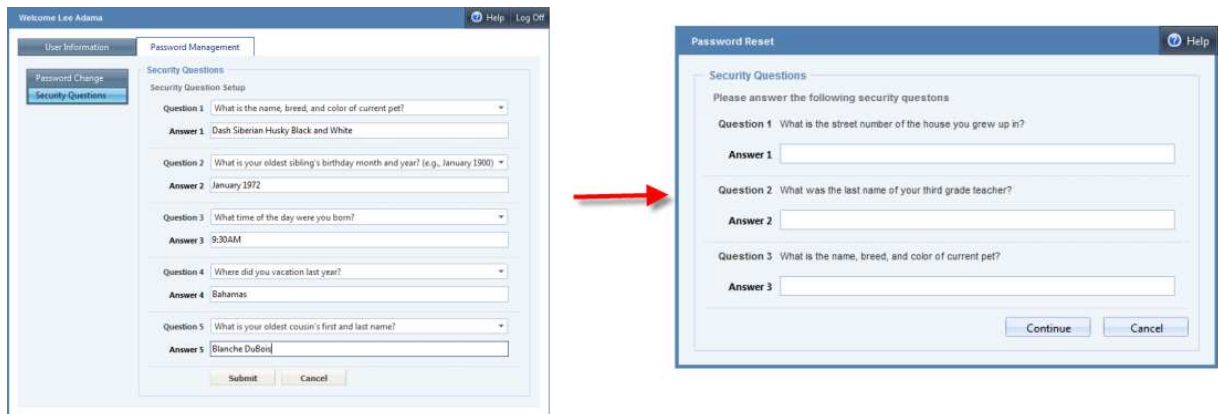 Welcome Lee Adama
Help Log Off
User Information Password Management
Password Change
Security Questions
Security Questions
Security Question Setup
Question 1 What is the name, breed, and color of current pet?
Answer 1 Dash Siberian Husky Black and White
Question 2 What is your oldest sibling's birthday month and year? (e.g., January 1900)
Answer 2 January 1972
Question 3 What time of the day were you born?
Answer 3 9:30AM
Question 4 Where did you vacation last year?
Answer 4 Bahamas
Question 5 What is your oldest cousin's first and last name?
Answer 5 Blanche DuBois
Submit Cancel
Password Reset
Help
Security Questions
Please answer the following security questons
Question 1 What is the street number of the house you grew up in?
Answer 1
Question 2 What was the last name of your third grade teacher?
Answer 2
Question 3 What is the name, breed, and color of current pet?
Answer 3
Continue Cancel